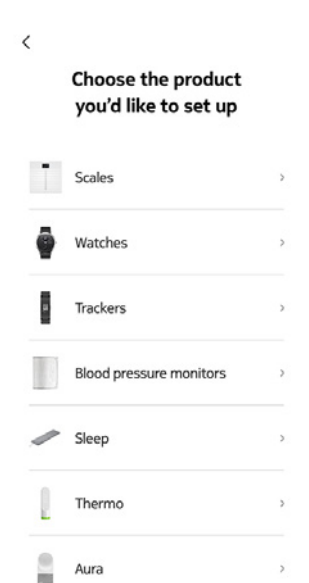 Choose the product
you'd like to set up
Scales
Watches
Trackers
Blood pressure monitors
Sleep
Thermo
Aura